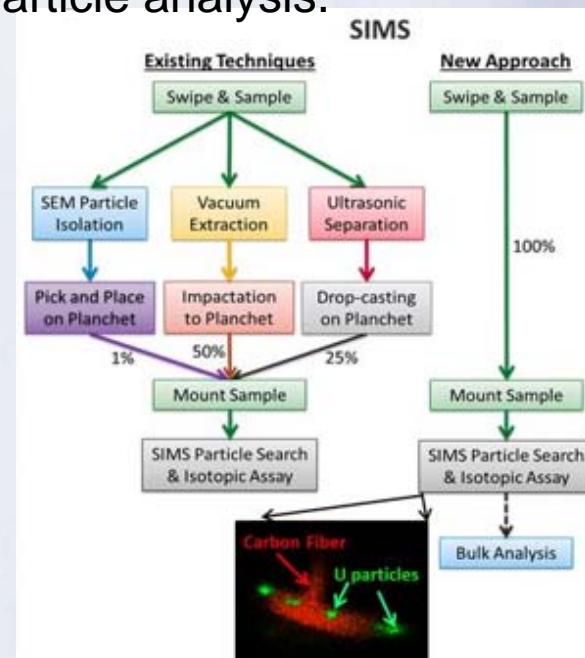 particle analysis.
SIMS
Existing Techniques
New Approach
Swipe & Sample
Swipe & Sample
SEM Particle
Isolation
Vacuum
Extraction
Ultrasonic
Separation
100%
Pick and Place
on Planchet
Impactation
to Planchet
Drop-casting
on Planchet
1%
50%
25%
Mount Sample
Mount Sample
SIMS Particle Search
& Isotopic Assay
SIMS Particle Search
& Isotopic Assay
Carbon Fiber
U particles
Bulk Analysis